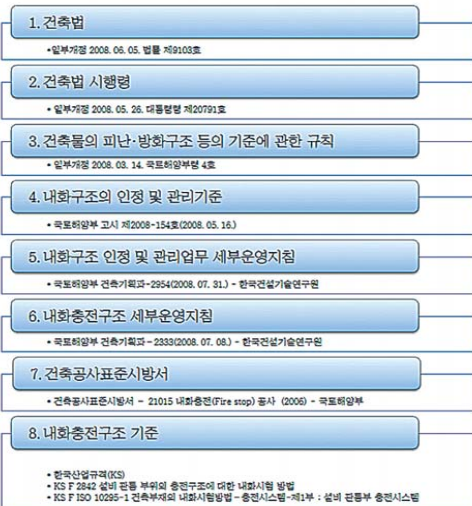 1. 건축법
•일부개정 2008. 06. 05. 법률 제9103호
2. 건축법 시행령
• 일부개정 2008. 05. 26. 대통령령 제20791호
3. 건축물의 피난·방화구조 등의 기준에 관한 규칙
• 일부개정 2008. 03. 14. 국토해양부령 4호
4. 내화구조의 인정 및 관리기준
• 국토해양부 고시 제2008-154호(2008. 05. 16.)
5. 내화구조 인정 및 관리업무 세부운영지침
• 국토해양부 건축기획과-2954(2008. 07. 31.) - 한국건설기술연구원
6. 내화충전구조 세부운영지침
• 국토해양부 건축기획과 - 2333(2008. 07. 08.) - 한국건설기술연구원
7. 건축공사표준시방서
• 건축공사표준시방서 - 21015 내화충전(Fire stop) 공사 (2006) - 국토해양부
8. 내화충전구조 기준
• 한국산업규격(KS)
• KS F 2842 설비 관통 부위의 충전구조에 대한 내화시험 방법
• KS F ISO 10295-1 건축부재의 내화시험방법 - 충전시스템-제1부 : 설비 관통부 충전시스템